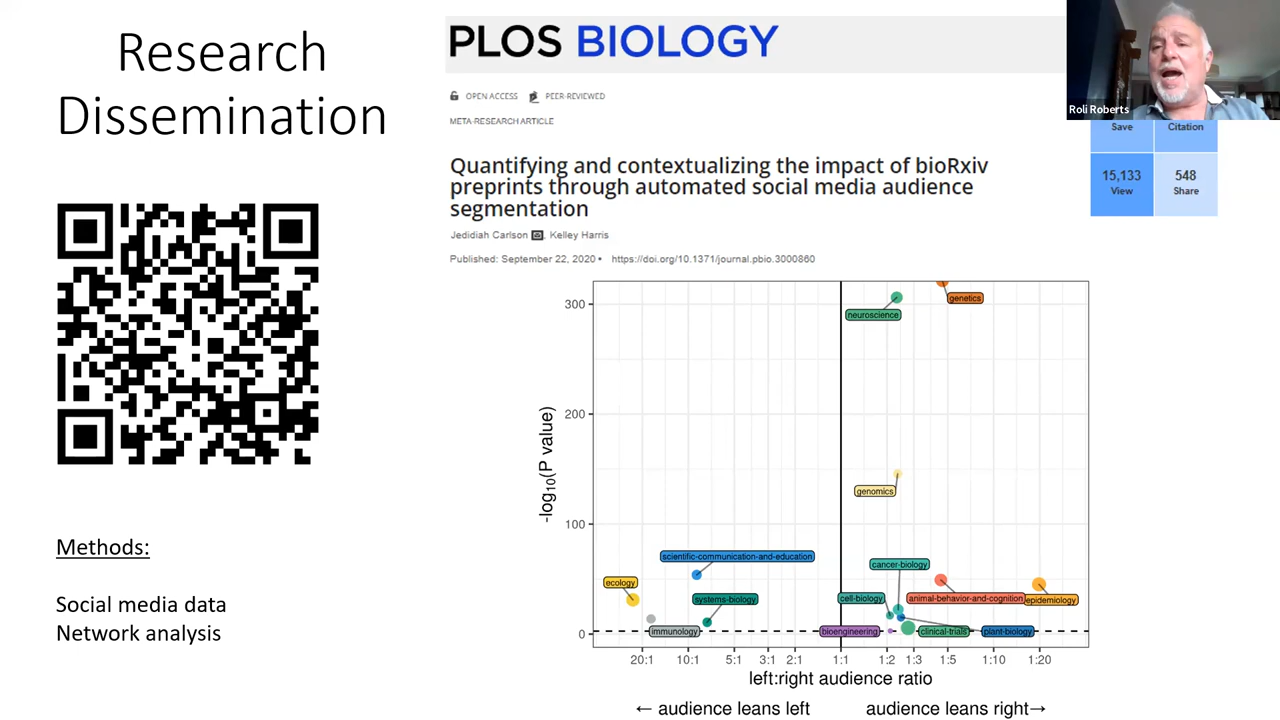 Research
Dissemination
PLOS BIOLOGY
OPEN ACCESS PEER-REVIEWED
META-RESEARCH ARTICLE
Quantifying and contextualizing the impact of bioRxiv
preprints through automated social media audience
segmentation
Jedidiah Carlson, Kelley Harris
Published: September 22, 2020 • https://doi.org/10.1371/journal.pbio.3000860
Roli Roberts
Save Citation
15,133 548
View Share
Methods:
Social media data
Network analysis
-log10(P value)
300
200
100
0
genetics
neuroscience
genomics
scientific-communication-and-education
cancer-biology
ecology
systems-biology
cell-biology
animal-behavior-and-cognition
epidemiology
immunology
bioengineering
clinical-trials
plant-biology
20:1 10:1 5:1 3:1 2:1 1:1 1:2 1:3 1:5 1:10 1:20
left:right audience ratio
← audience leans left audience leans right→